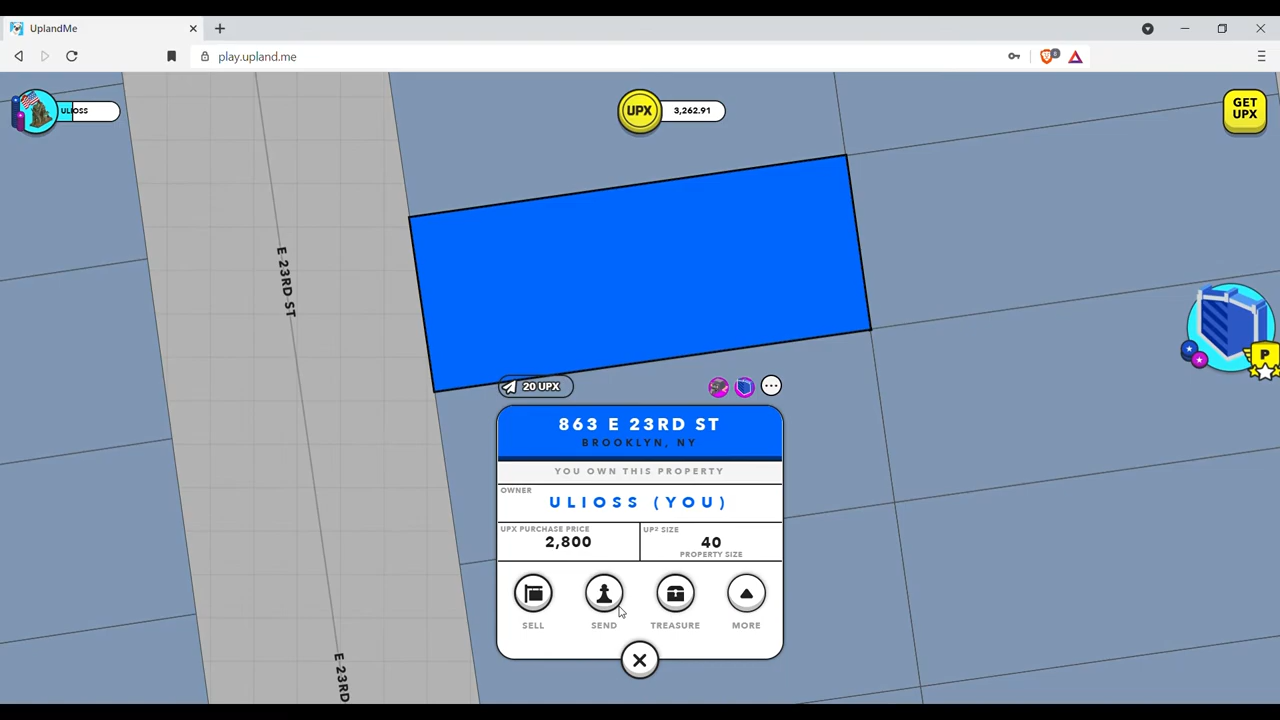 UplandMe
play.upland.me
6
ULIOSS
UPX
3,262.91
GET
UPX
E 23RD ST
P
20 UPX
863 E 23RD ST
BROOKLYN, NY
YOU OWN THIS PROPERTY
OWNER
ULIOSS (YOU)
UPX PURCHASE PRICE
2,800
UP² SIZE
40
PROPERTY SIZE
SELL
SEND
TREASURE
MORE
E 23RD